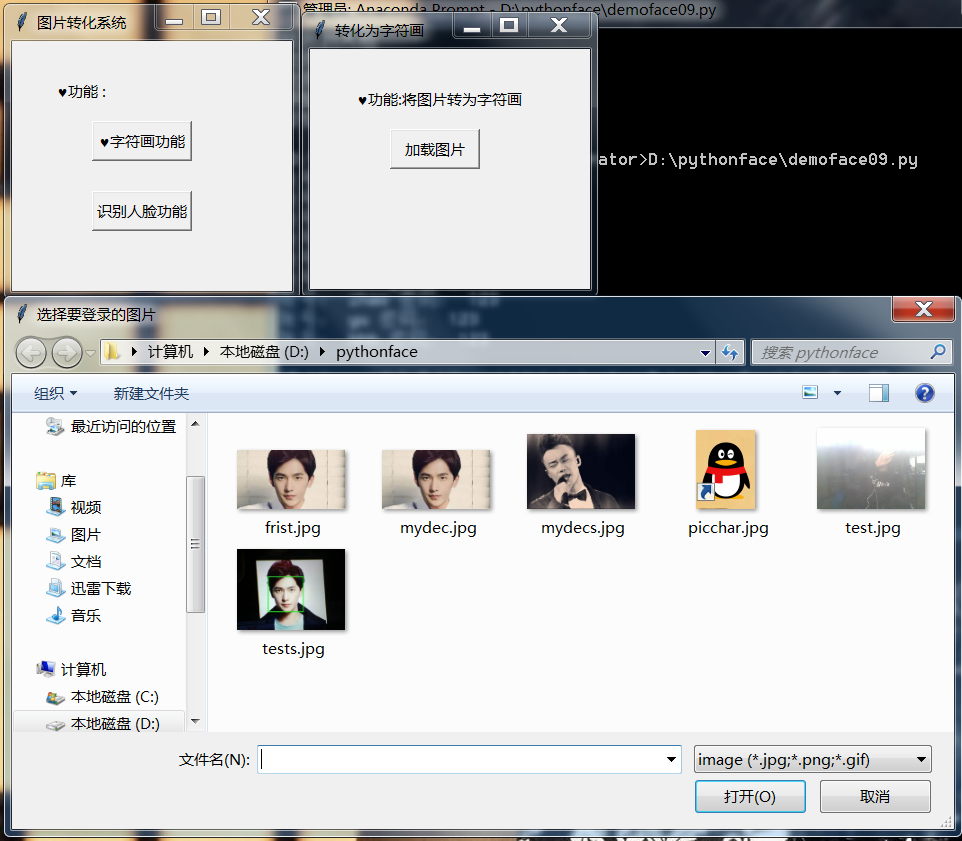 图片转化系统
♥功能 :
♥字符画功能
识别人脸功能
转化为字符画
♥功能:将图片转为字符画
加载图片
管理员: Anaconda Prompt - D:\pythonface\demoface09.py
ator>D:\pythonface\demoface09.py
选择要登录的图片
计算机 本地磁盘 (D:) pythonface
搜索 pythonface
组织 新建文件夹
最近访问的位置
库
视频
图片
文档
迅雷下载
音乐
计算机
本地磁盘 (C:)
本地磁盘 (D:)
frist.jpg mydec.jpg mydecs.jpg picchar.jpg test.jpg
tests.jpg
文件名(N): image (*.jpg;*.png;*.gif)
打开(O) 取消